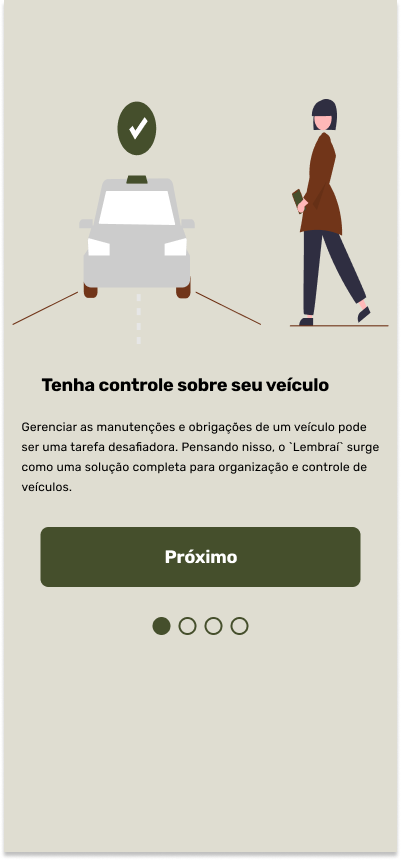 Tenha controle sobre seu veículo
Gerenciar as manutenções e obrigações de um veículo pode
ser uma tarefa desafiadora. Pensando nisso, o `Lembraí` surge
como uma solução completa para organização e controle de
veículos.
Próximo